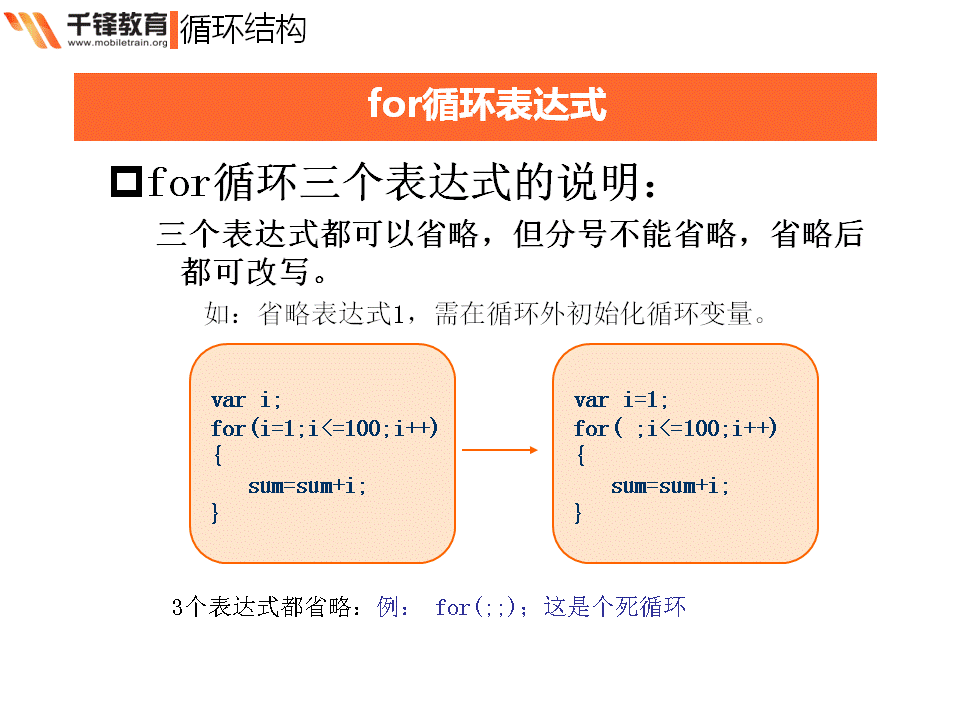 千锋教育
www.mobiletrain.org
循环结构
for循环表达式
for循环三个表达式的说明：
三个表达式都可以省略，但分号不能省略，省略后
都可改写。
如：省略表达式1，需在循环外初始化循环变量。
var i;
for(i=1;i<=100;i++)
{
sum=sum+i;
}
var i=1;
for( ;i<=100;i++)
{
sum=sum+i;
}
3个表达式都省略：例： for(;;)；这是个死循环